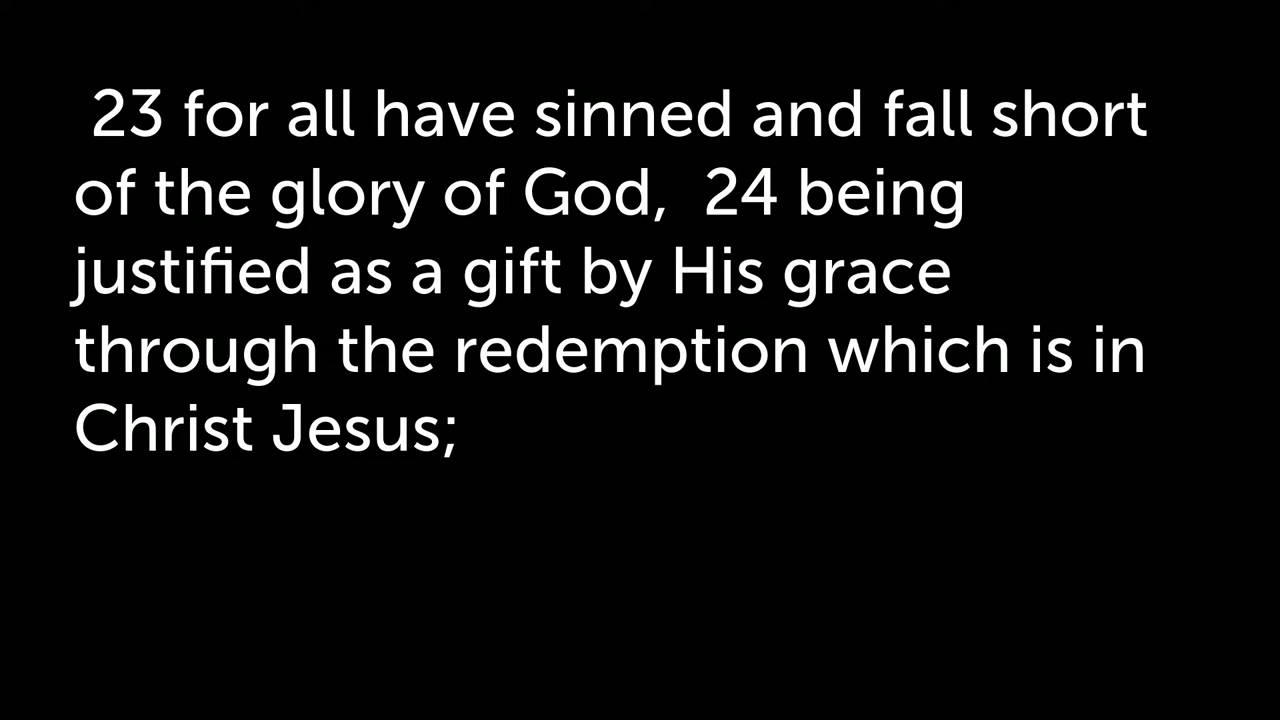 23 for all have sinned and fall short
of the glory of God,  24 being
justified as a gift by His grace
through the redemption which is in
Christ Jesus;